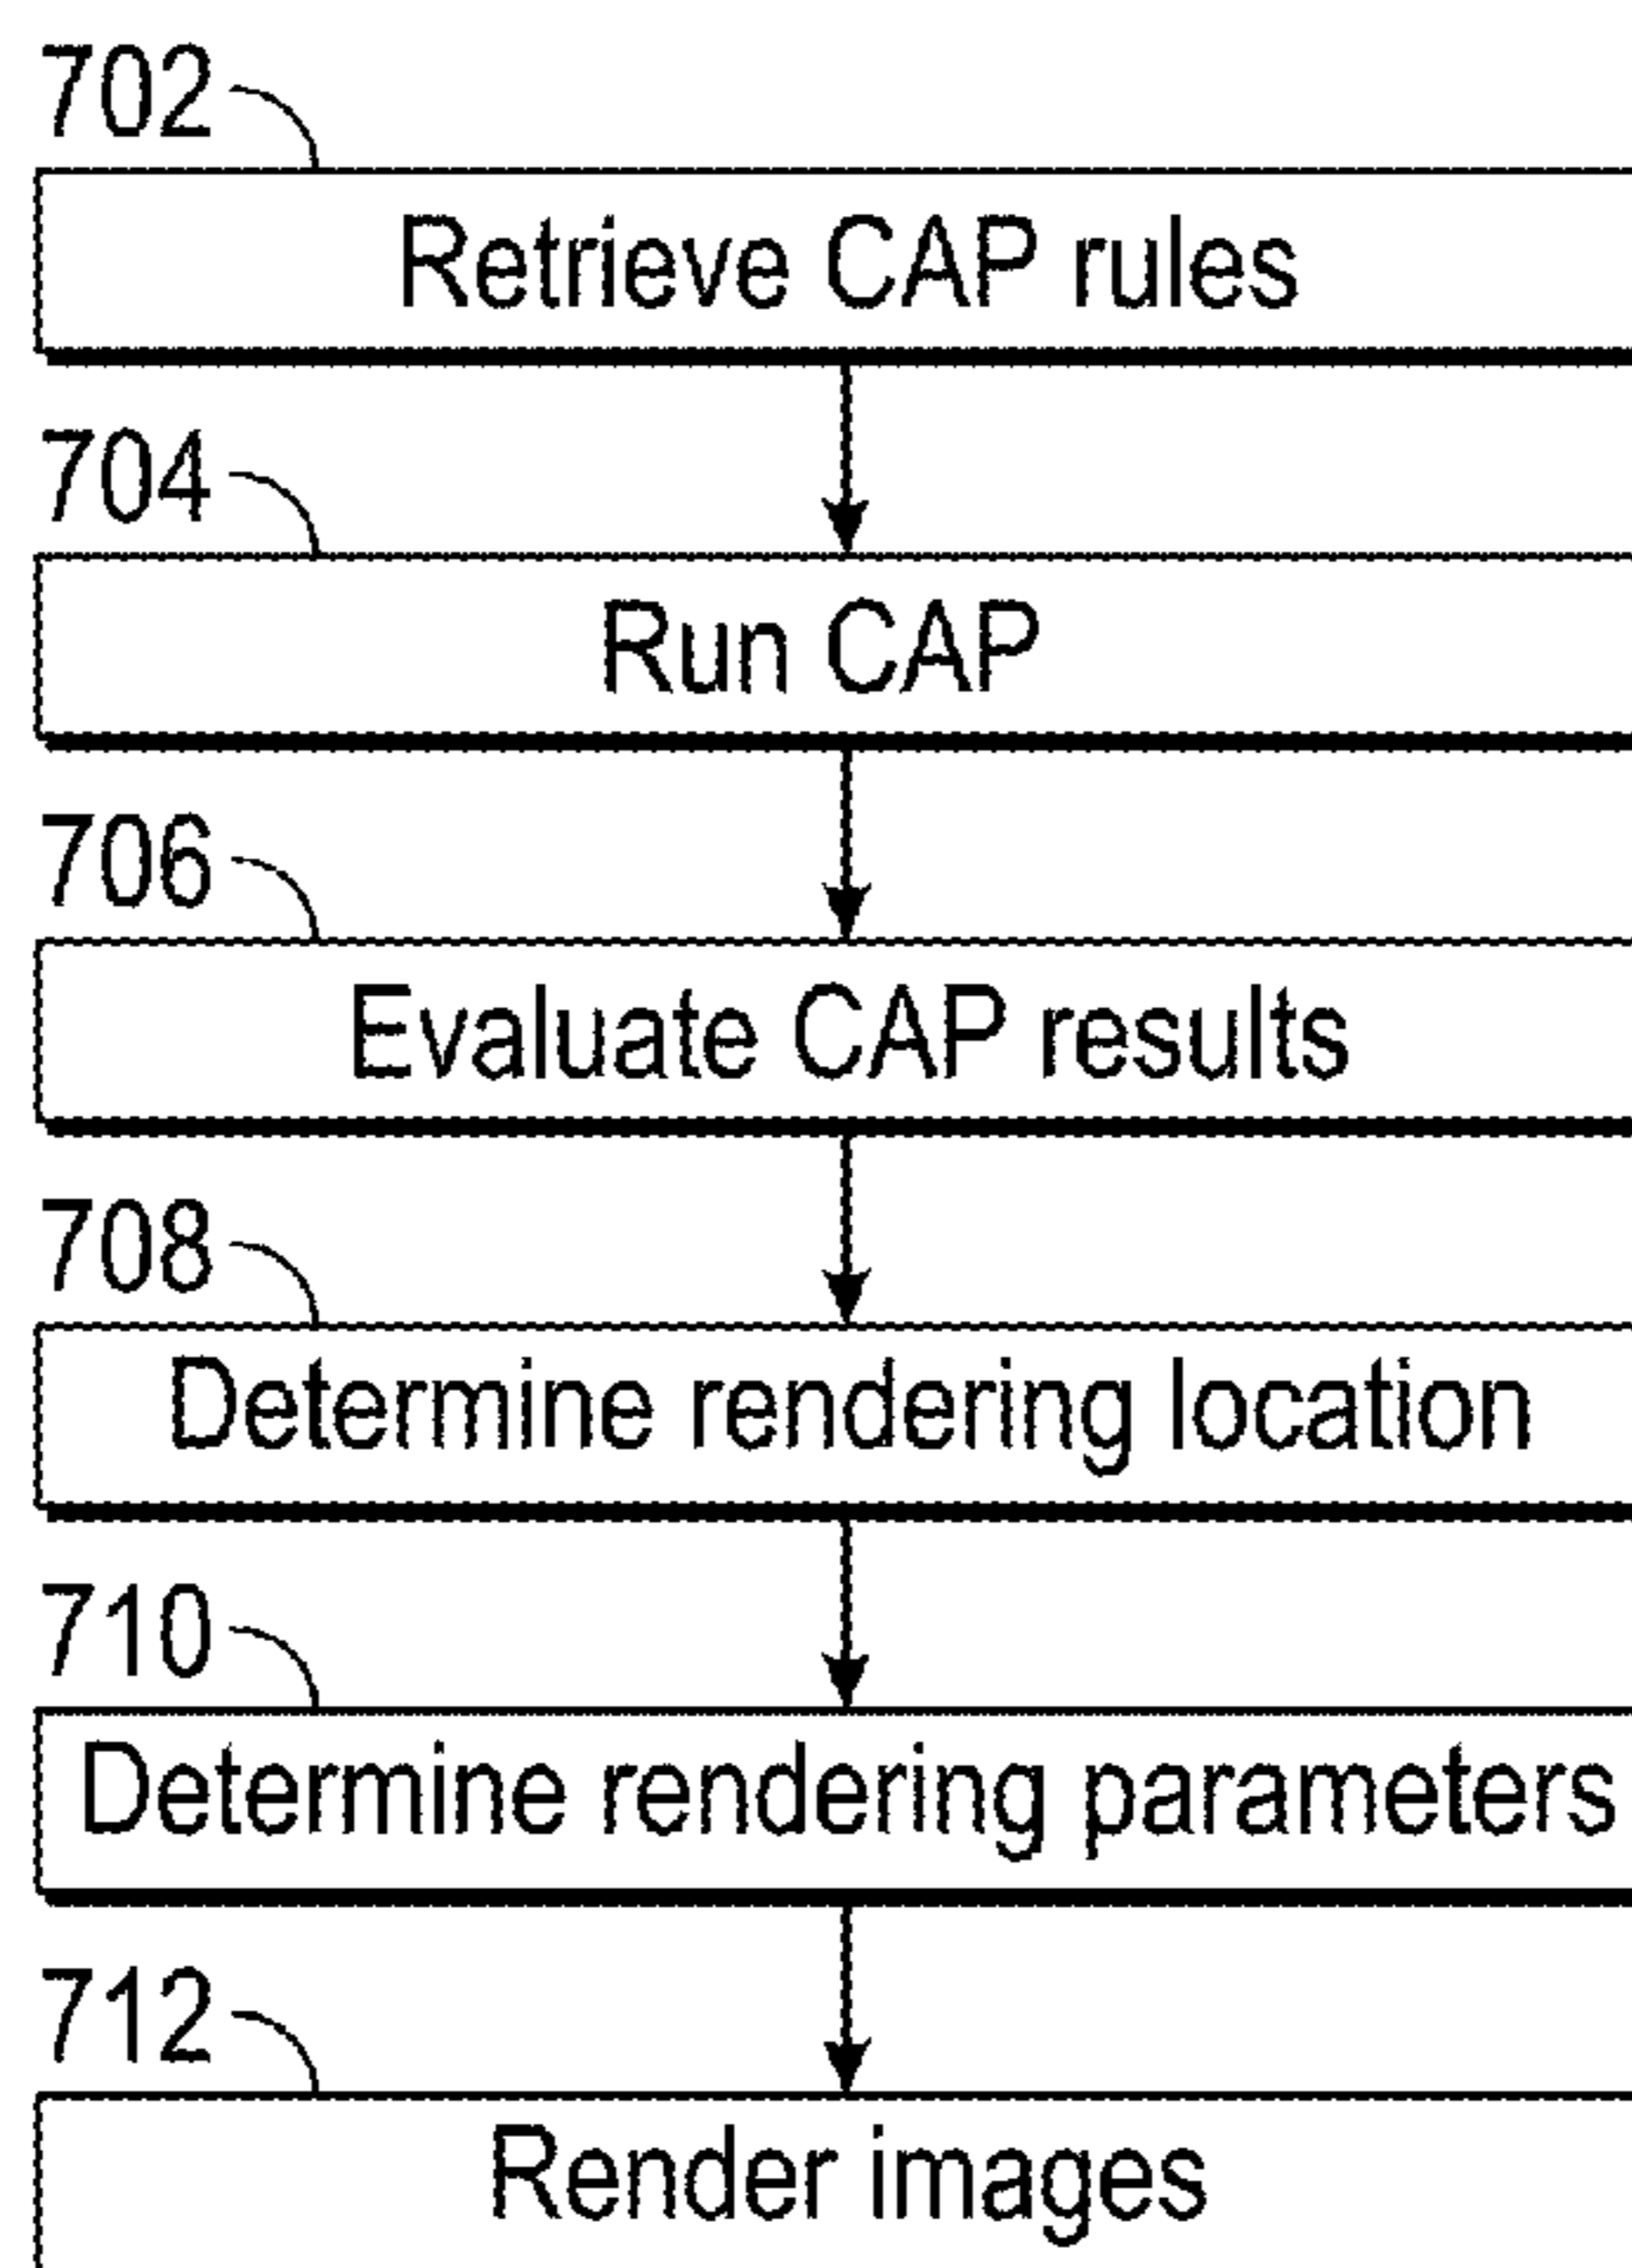 702
Retrieve CAP rules
704
Run CAP
706
Evaluate CAP results
708
Determine rendering location
710
Determine rendering parameters
712
Render images